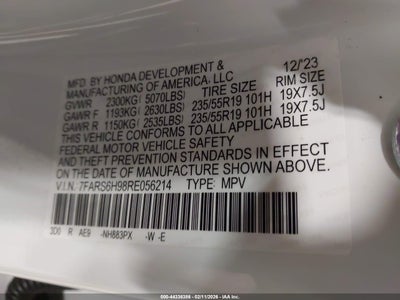 MFD. BY HONDA DEVELOPMENT & 12/23
MANUFACTURING OF AMERICA, LLC
GVWR 2300KG ( 5070LBS) TIRE SIZE RIM SIZE
GAWR F 1193KG ( 2630LBS) 235/55R19 101H 19X7.5J
GAWR R 1150KG ( 2535LBS) 235/55R19 101H 19X7.5J
THIS VEHICLE CONFORMS TO ALL APPLICABLE
FEDERAL MOTOR VEHICLE SAFETY
AND THEFT PREVENTION STANDARDS IN EFFECT
ON THE DATE OF MANUFACTURE SHOWN ABOVE.
V.I.N. 7FARS6H98RE056214 TYPE: MPV
3D0 R AE9 -NH883PX -W -E
500-44338388 - 02/11/2026 - IAA Inc.